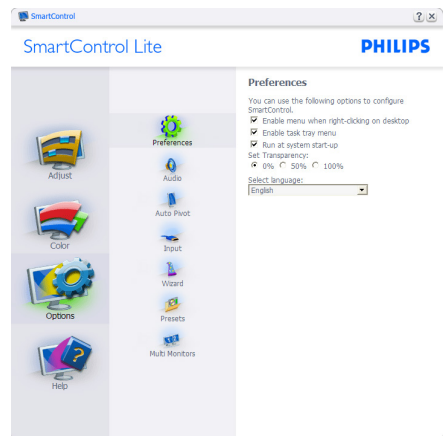 SmartControl
? x
SmartControl Lite
PHILIPS
Adjust
Color
Options
Help
Preferences
Audio
Auto Pivot
Input
Wizard
Presets
Multi Monitors
Preferences
You can use the following options to configure
SmartControl.
Enable menu when right-clicking on desktop
Enable task tray menu
Run at system start-up
Set Transparency:
0% 50% 100%
Select language:
English